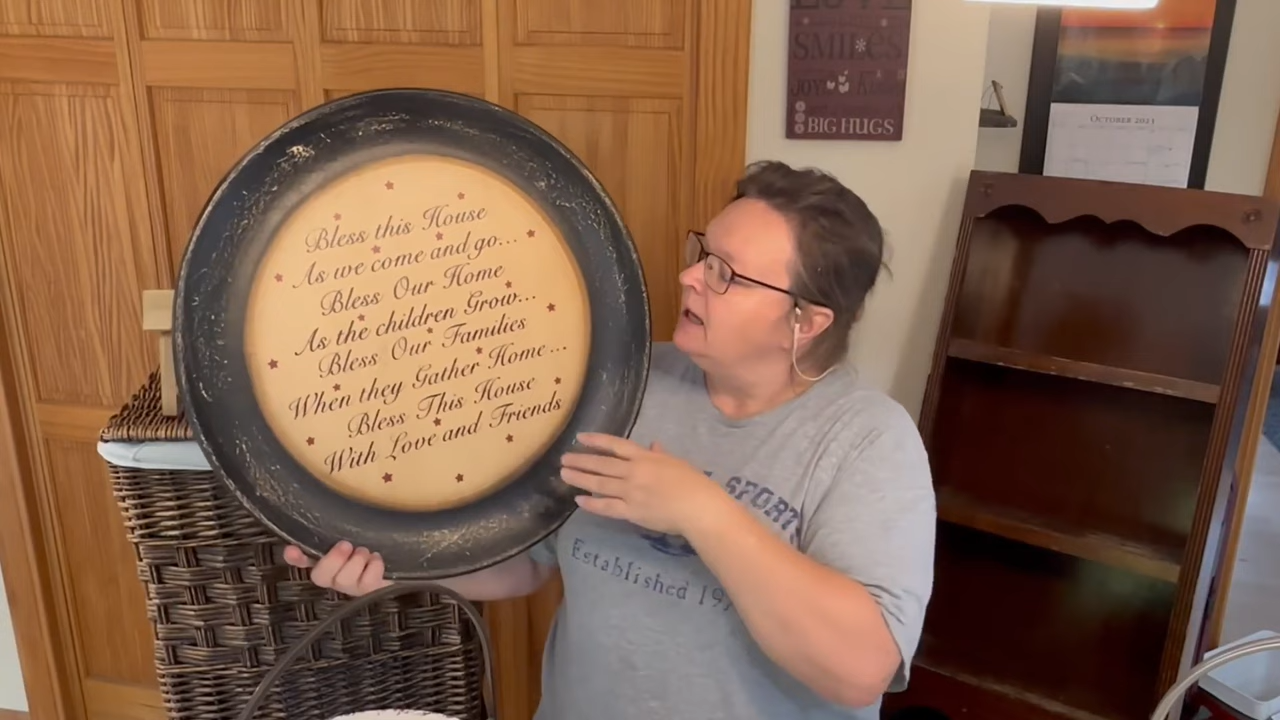 Bless this House
As we come and go...
Bless Our Home
As the children Grow...
Bless Our Families
When they Gather Home...
Bless This House
With Love and Friends
SMILES
BIG HUGS
October 2023
SPORT
Established 19